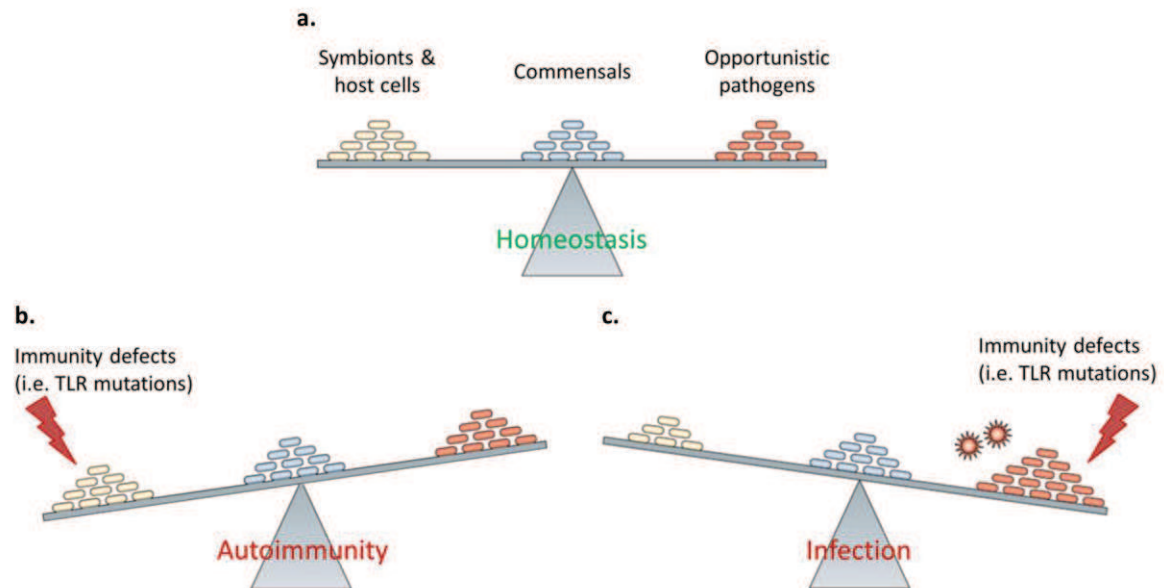 a.
Symbionts &
host cells
Commensals
Opportunistic
pathogens
Homeostasis
b.
Immunity defects
(i.e. TLR mutations)
Autoimmunity
c.
Immunity defects
(i.e. TLR mutations)
Infection